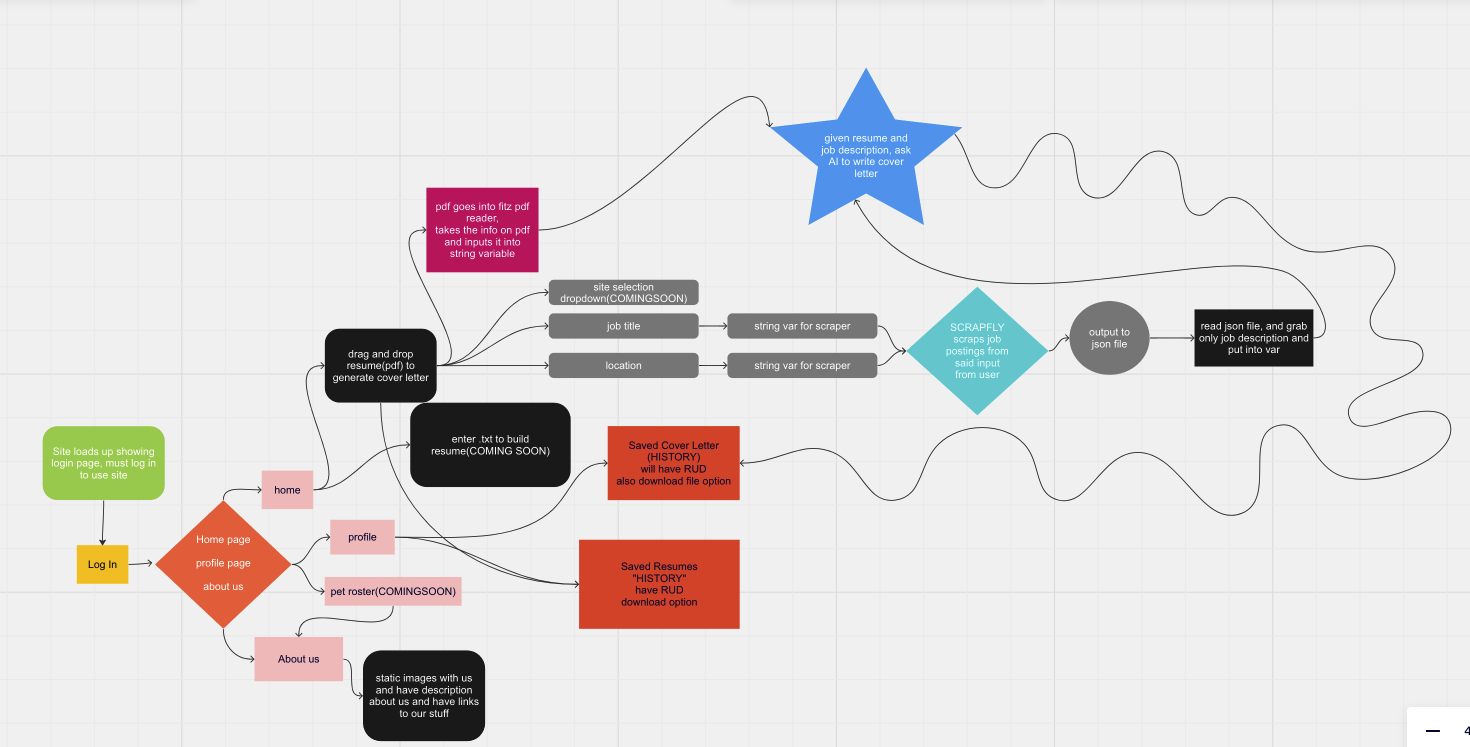 given resume and
job description, ask
AI to write cover
letter
pdf goes into fitz pdf
reader,
takes the info on pdf
and inputs it into
string variable
site selection
dropdown(COMINGSOON)
job title
string var for scraper
location
string var for scraper
SCRAPFLY
scraps job
postings from
said input
from user
output to
json file
read json file, and grab
only job description and
put into var
drag and drop
resume(pdf) to
generate cover letter
enter .txt to build
resume(COMING SOON)
Site loads up showing
login page, must log in
to use site
Saved Cover Letter
(HISTORY)
will have RUD
also download file option
home
Home page
profile page
about us
profile
Log In
pet roster(COMINGSOON)
Saved Resumes
"HISTORY"
have RUD
download option
About us
static images with us
and have description
about us and have links
to our stuff
4